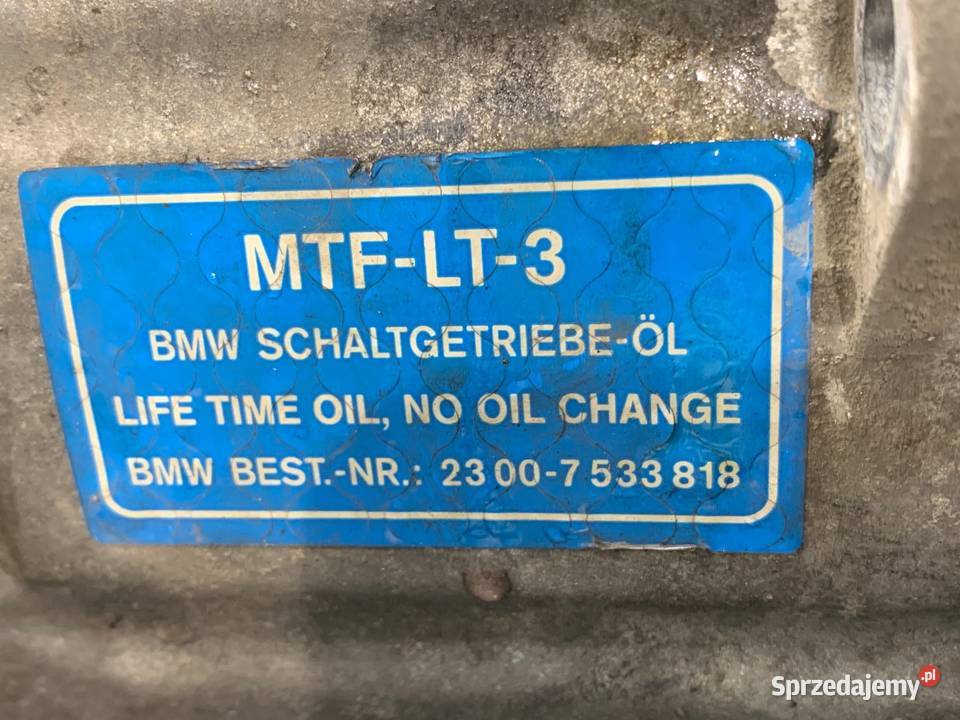 MTF-LT-3
BMW SCHALTGETRIEBE-ÖL
LIFE TIME OIL, NO OIL CHANGE
BMW BEST.-NR.: 23 00-7 533 818
Sprzedajemy.pl